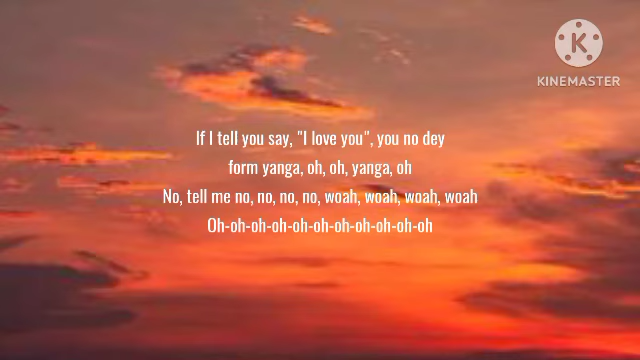 KINEMASTER
If I tell you say, "I love you", you no dey
form yanga, oh, oh, yanga, oh
No, tell me no, no, no, no, woah, woah, woah, woah
Oh-oh-oh-oh-oh-oh-oh-oh-oh-oh-oh